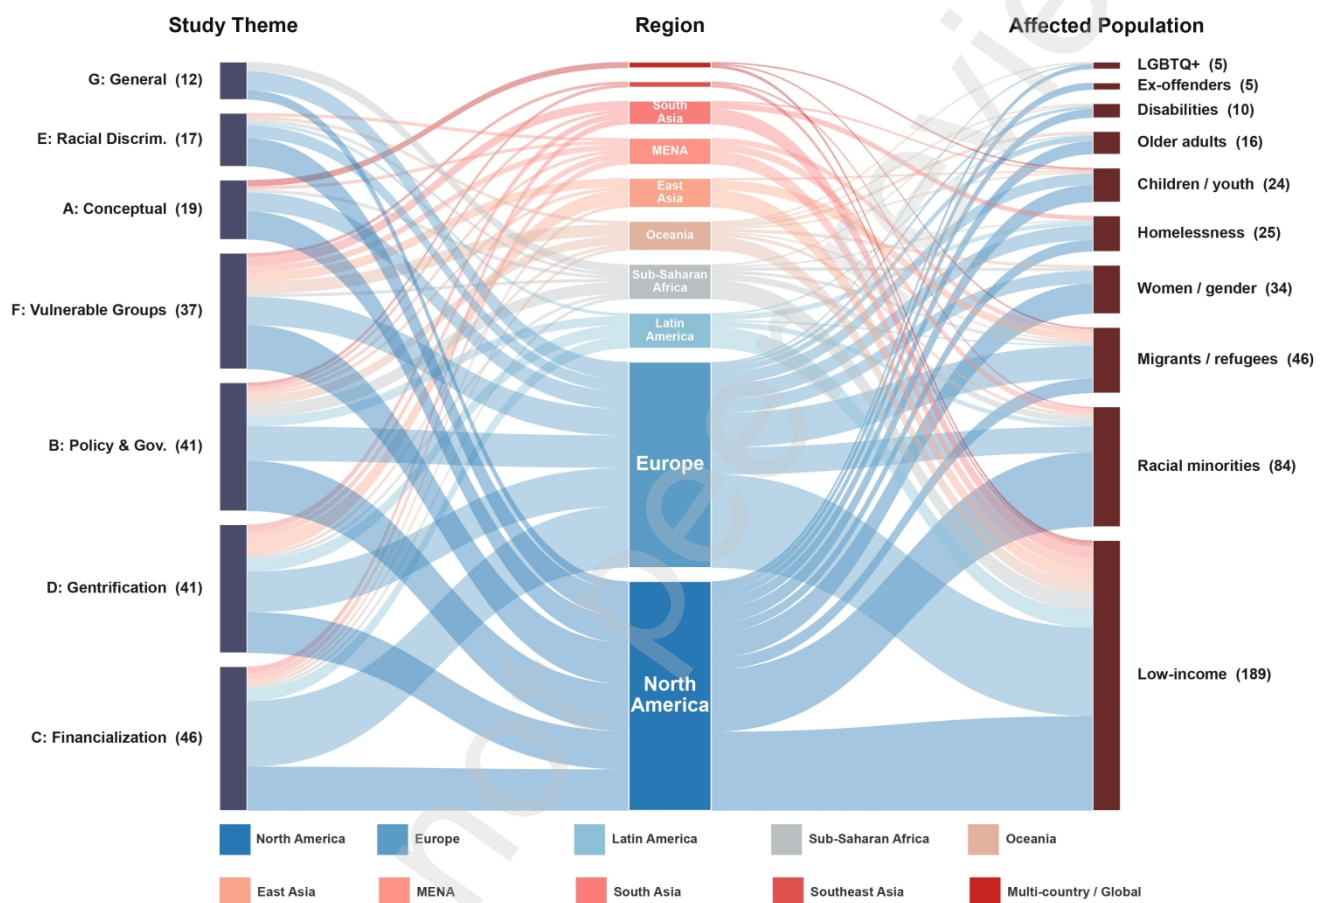 Study Theme
Region
Affected Population
G: General (12)
E: Racial Discrim. (17)
A: Conceptual (19)
F: Vulnerable Groups (37)
B: Policy & Gov. (41)
D: Gentrification (41)
C: Financialization (46)
South
Asia
MENA
East
Asia
Oceania
Sub-Saharan
Africa
Latin
America
Europe
North
America
LGBTQ+ (5)
Ex-offenders (5)
Disabilities (10)
Older adults (16)
Children / youth (24)
Homelessness (25)
Women / gender (34)
Migrants / refugees (46)
Racial minorities (84)
Low-income (189)
North America
Europe
Latin America
Sub-Saharan Africa
Oceania
East Asia
MENA
South Asia
Southeast Asia
Multi-country / Global
not peer revie